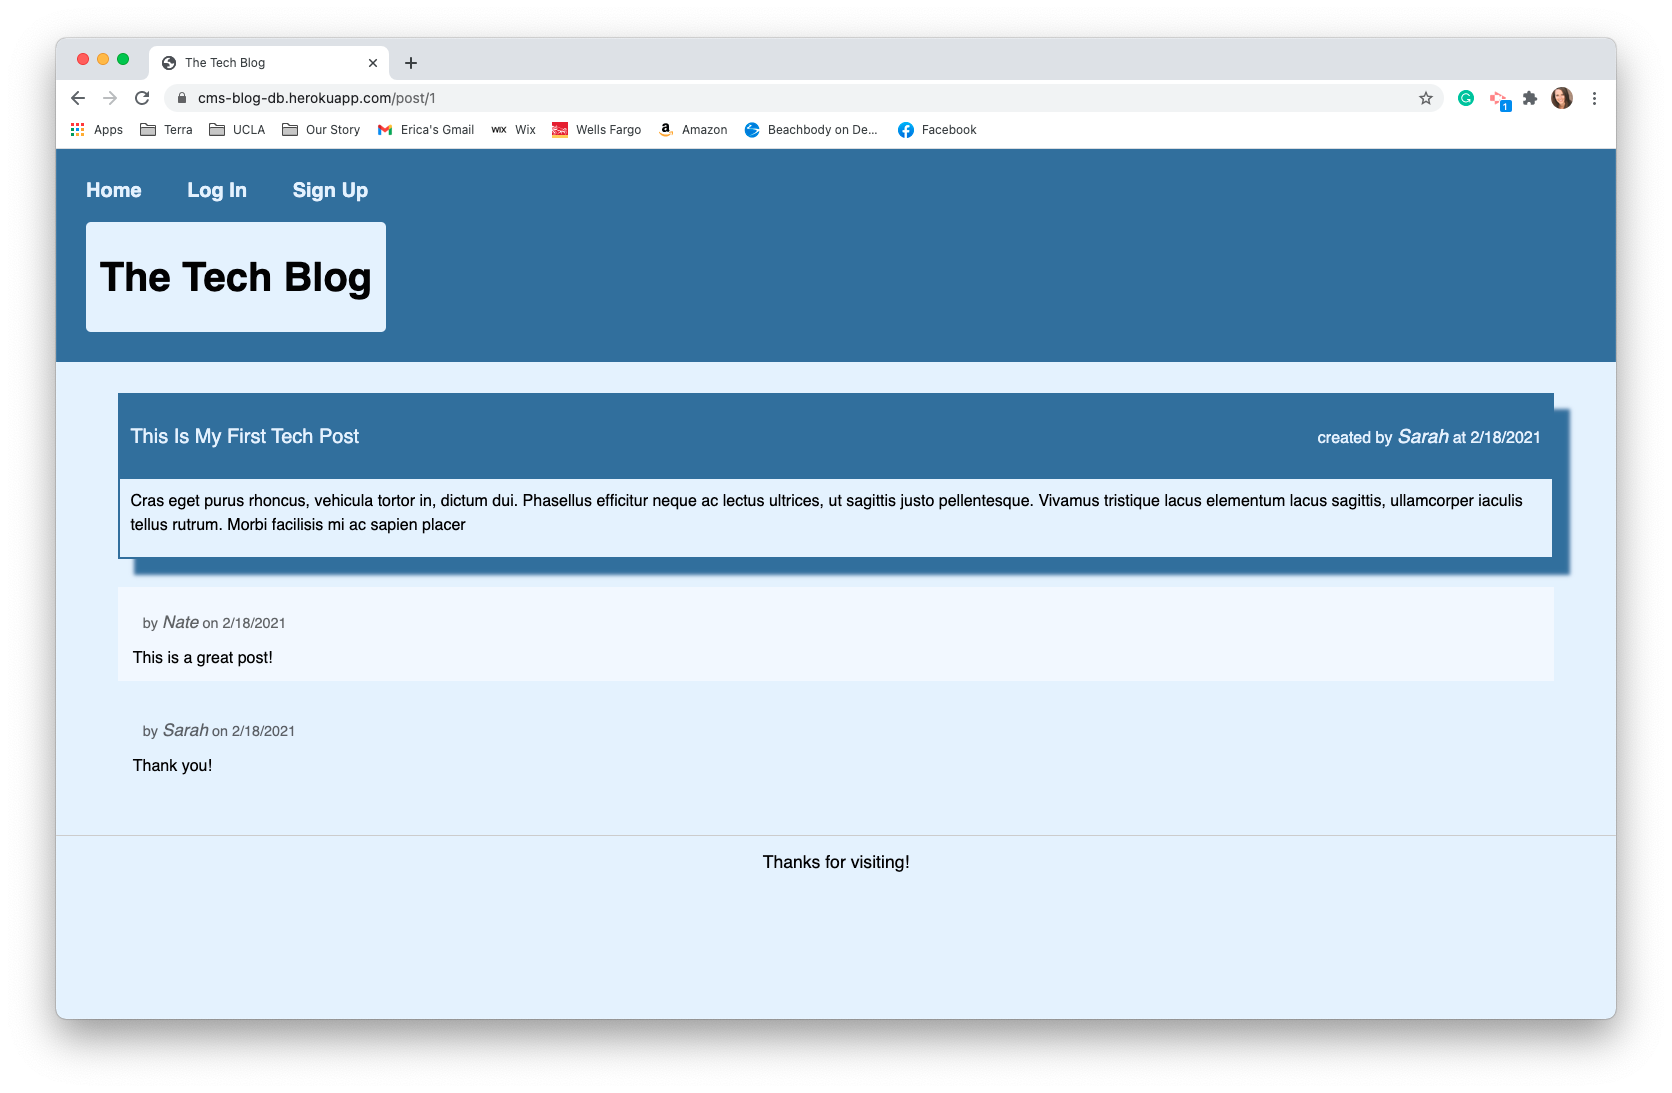 The Tech Blog
cms-blog-db.herokuapp.com/post/1
1
Apps Terra UCLA Our Story Erica's Gmail WIX Wix Wells Fargo a Amazon Beachbody on De... Facebook
Home Log In Sign Up
The Tech Blog
This Is My First Tech Post created by Sarah at 2/18/2021
Cras eget purus rhoncus, vehicula tortor in, dictum dui. Phasellus efficitur neque ac lectus ultrices, ut sagittis justo pellentesque. Vivamus tristique lacus elementum lacus sagittis, ullamcorper iaculis
tellus rutrum. Morbi facilisis mi ac sapien placer
by Nate on 2/18/2021
This is a great post!
by Sarah on 2/18/2021
Thank you!
Thanks for visiting!